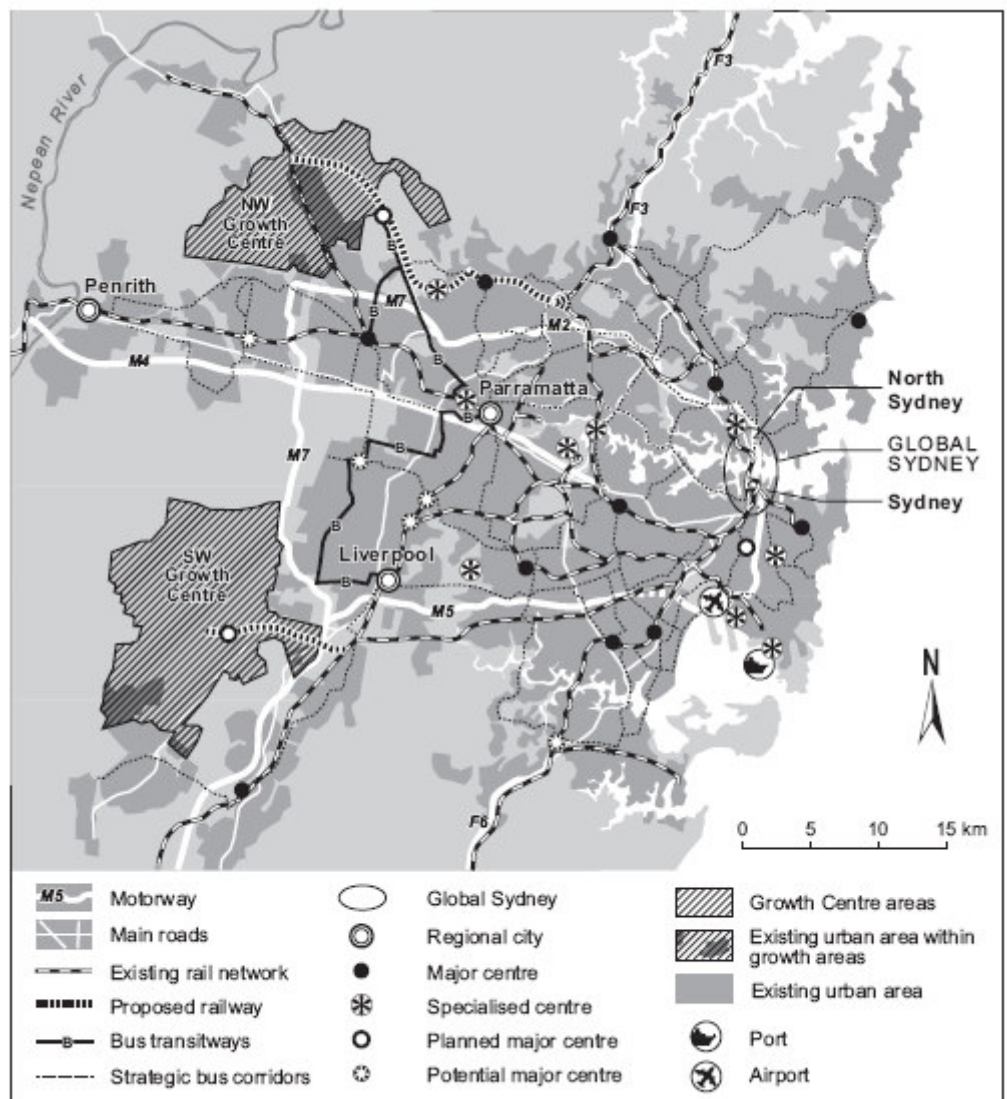 F3
Nepean River
F3
NW
Growth
Centre
B
Penrith
B
M7
M2
M4
B
Parramatta
B
North
Sydney
GLOBAL
SYDNEY
Sydney
B
M7
B
Liverpool
SW
Growth
Centre
B
M5
N
F6
0 5 10 15 km
M5 Motorway
Main roads
Existing rail network
Proposed railway
B Bus transitways
Strategic bus corridors
Global Sydney
Regional city
Major centre
Specialised centre
Planned major centre
Potential major centre
Growth Centre areas
Existing urban area within
growth areas
Existing urban area
Port
Airport